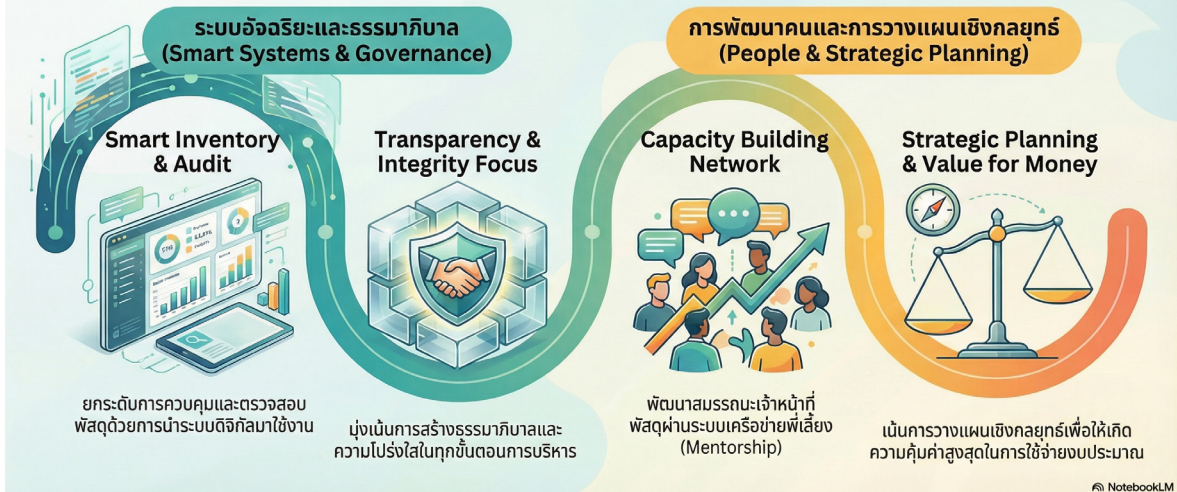 ระบบอัจฉริยะและธรรมาภิบาล
(Smart Systems & Governance)
การพัฒนาคนและการวางแผนเชิงกลยุทธ์
(People & Strategic Planning)
Smart Inventory
& Audit
Transparency &
Integrity Focus
Capacity Building
Network
Strategic Planning
& Value for Money
ยกระดับการควบคุมและตรวจสอบ
พัสดุด้วยการนำระบบดิจิทัลมาใช้งาน
มุ่งเน้นการสร้างธรรมาภิบาลและ
ความโปร่งใสในทุกขั้นตอนการบริหาร
พัฒนาสมรรถนะเจ้าหน้าที่
พัสดุผ่านระบบเครือข่ายพี่เลี้ยง
(Mentorship)
เน้นการวางแผนเชิงกลยุทธ์เพื่อให้เกิด
ความคุ้มค่าสูงสุดในการใช้จ่ายงบประมาณ
NotebookLM